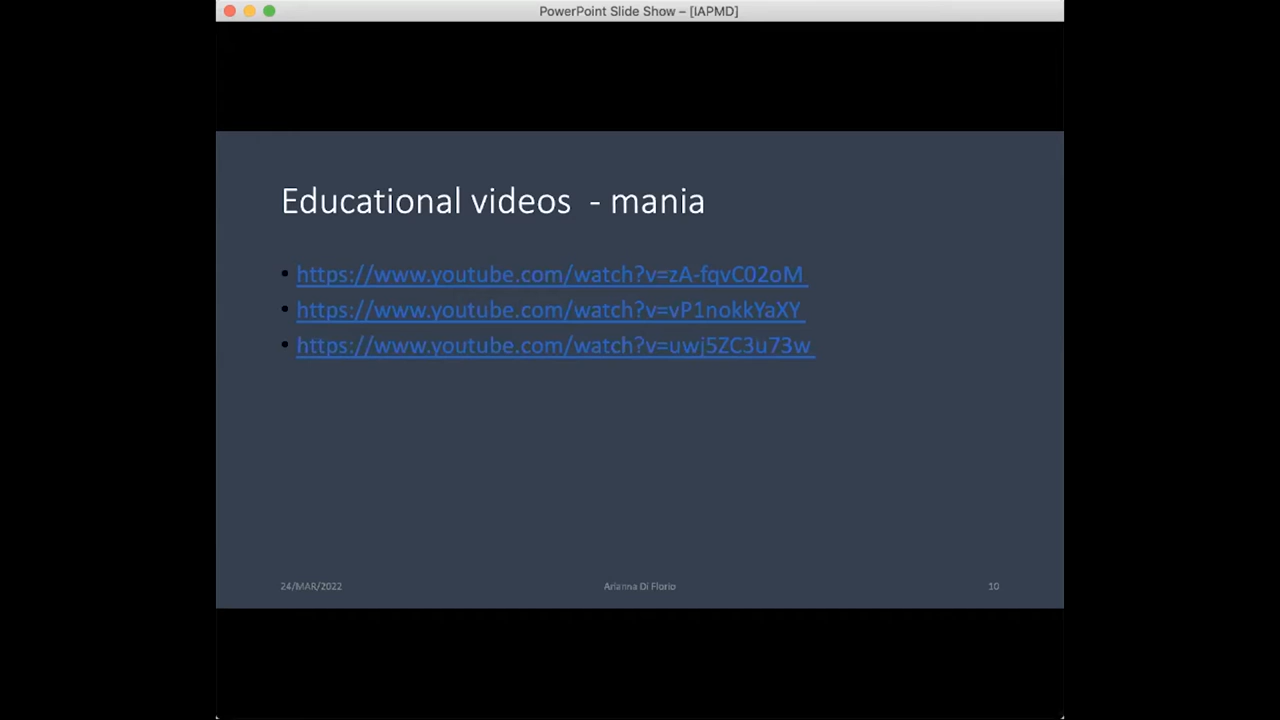 PowerPoint Slide Show – [IAPMD]
Educational videos - mania
• https://www.youtube.com/watch?v=zA-fqvC02oM
• https://www.youtube.com/watch?v=vP1nokkYaXY
• https://www.youtube.com/watch?v=uwj5ZC3u73w
24/MAR/2022 Arianna Di Florio 10